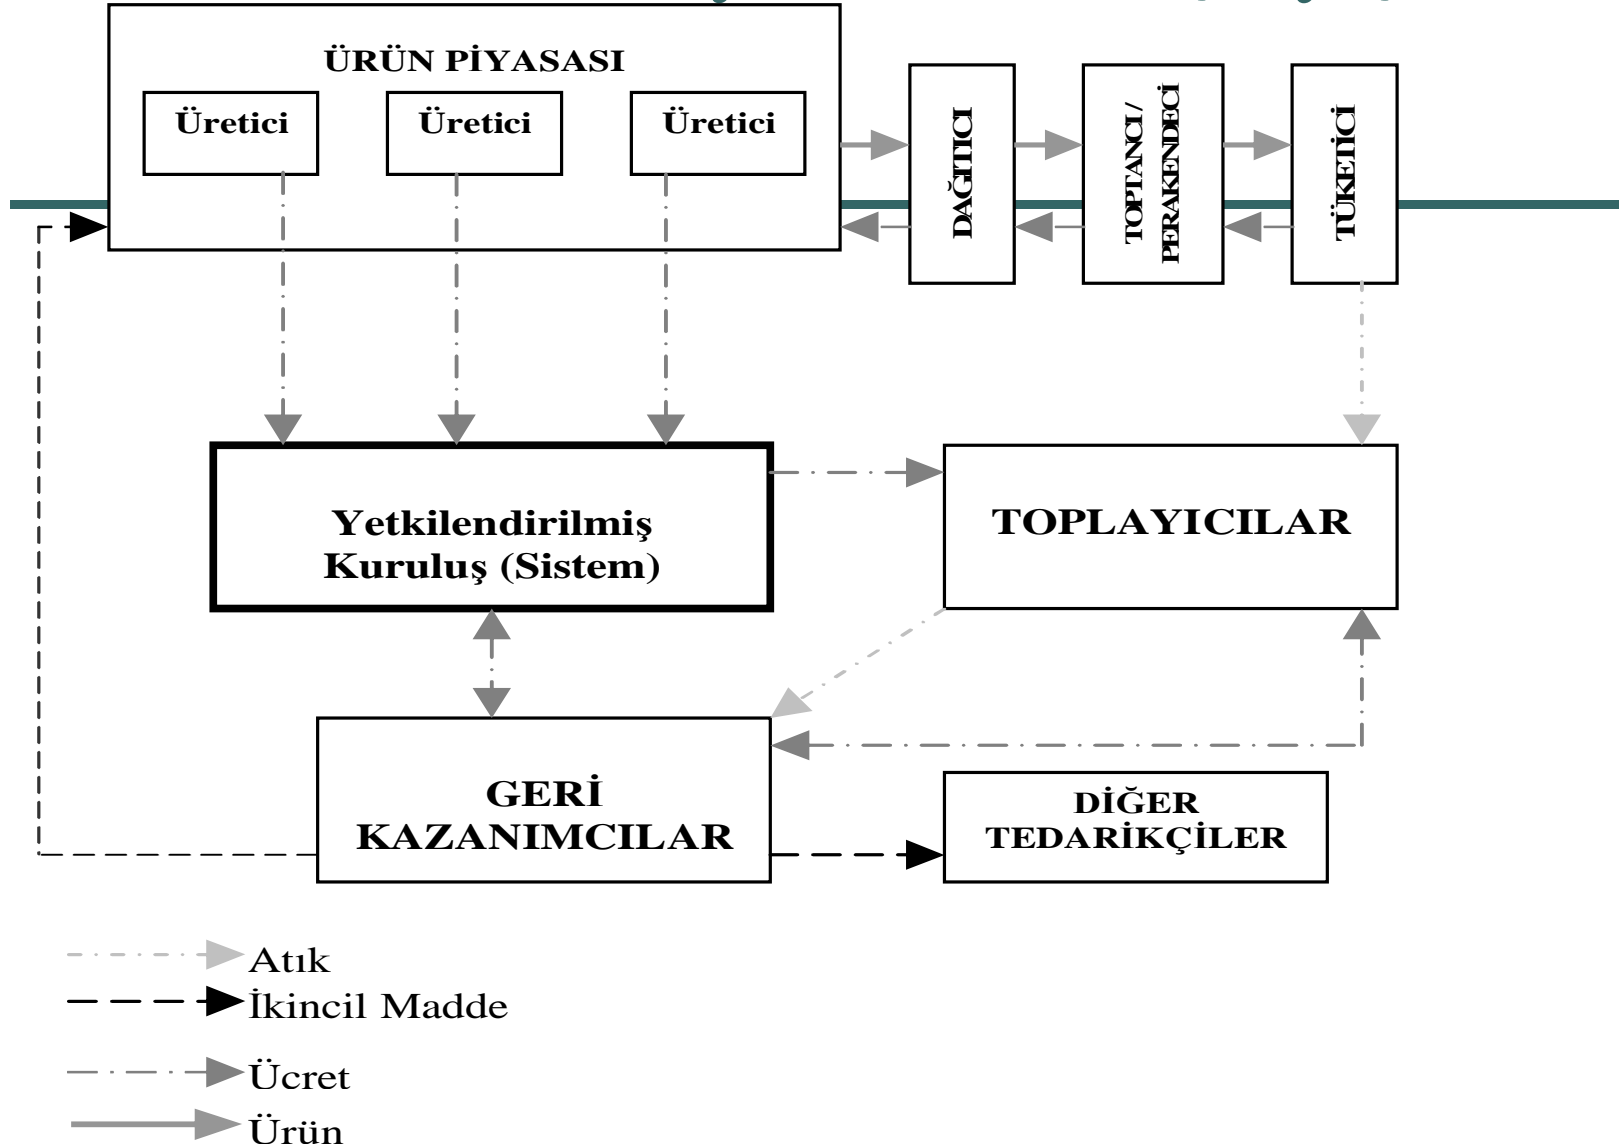 ÜRÜN PİYASASI
Üretici
Üretici
Üretici
DAĞITICI
TOPTANCI /
PERAKENDECİ
TÜKETİCİ
Yetkilendirilmiş
Kuruluş (Sistem)
TOPLAYICILAR
GERİ
KAZANIMCILAR
DİĞER
TEDARİKÇİLER
Atık
İkincil Madde
Ücret
Ürün